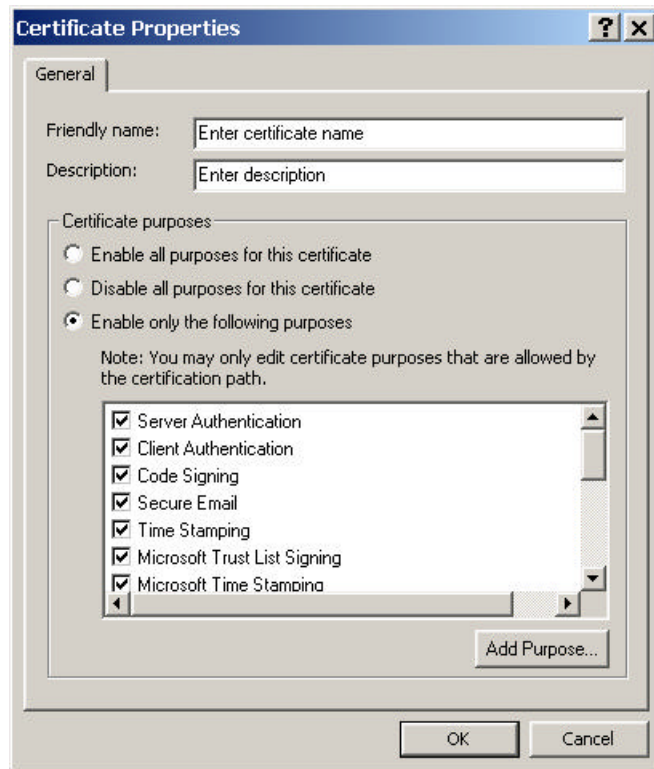 Certificate Properties
General
Friendly name: Enter certificate name
Description: Enter description
Certificate purposes
Enable all purposes for this certificate
Disable all purposes for this certificate
Enable only the following purposes
Note: You may only edit certificate purposes that are allowed by
the certification path.
Server Authentication
Client Authentication
Code Signing
Secure Email
Time Stamping
Microsoft Trust List Signing
Microsoft Time Stamping
Add Purpose...
OK Cancel